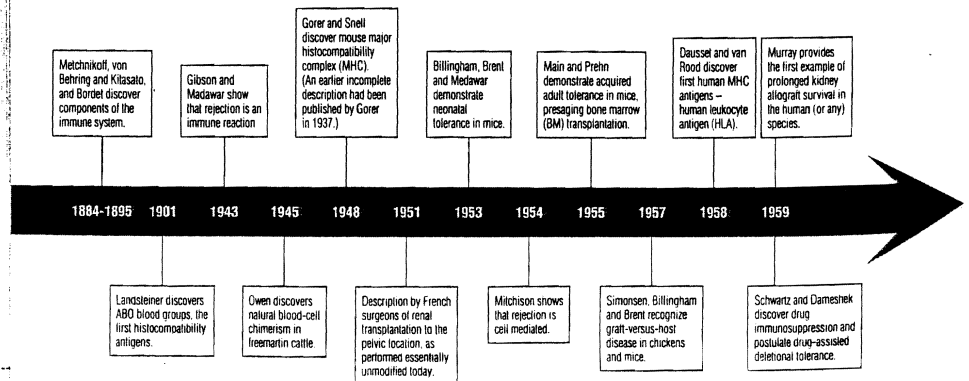 Metchnikoff, von
Behring and Kitasato,
and Bordet discover
components of the
immune system.
Gibson and
Madawar show
that rejection is an
immune reaction
Gorer and Snell
discover mouse major
histocompatibility
complex (MHC).
(An earlier incomplete
description had been
published by Gorer
in 1937.)
Billingham, Brent
and Medawar
demonstrate
neonatal
tolerance in mice.
Main and Prehn
demonstrate acquired
adult tolerance in mice,
presaging bone marrow
(BM) transplantation.
Dausset and van
Rood discover
first human MHC
antigens –
human leukocyte
antigen (HLA).
Murray provides
the first example of
prolonged kidney
allograft survival in
the human (or any)
species.
1884-1895 1901 1943 1945 1948 1951 1953 1954 1955 1957 1958 1959
Landsteiner discovers
ABO blood groups, the
first histocompatibility
antigens.
Owen discovers
natural blood-cell
chimerism in
freemartin cattle.
Description by French
surgeons of renal
transplantation to the
pelvic location, as
performed essentially
unmodified today.
Mitchison shows
that rejection is
cell mediated.
Simonsen, Billingham
and Brent recognize
graft-versus-host
disease in chickens
and mice.
Schwartz and Dameshek
discover drug
immunosuppression and
postulate drug-assisted
deletional tolerance.